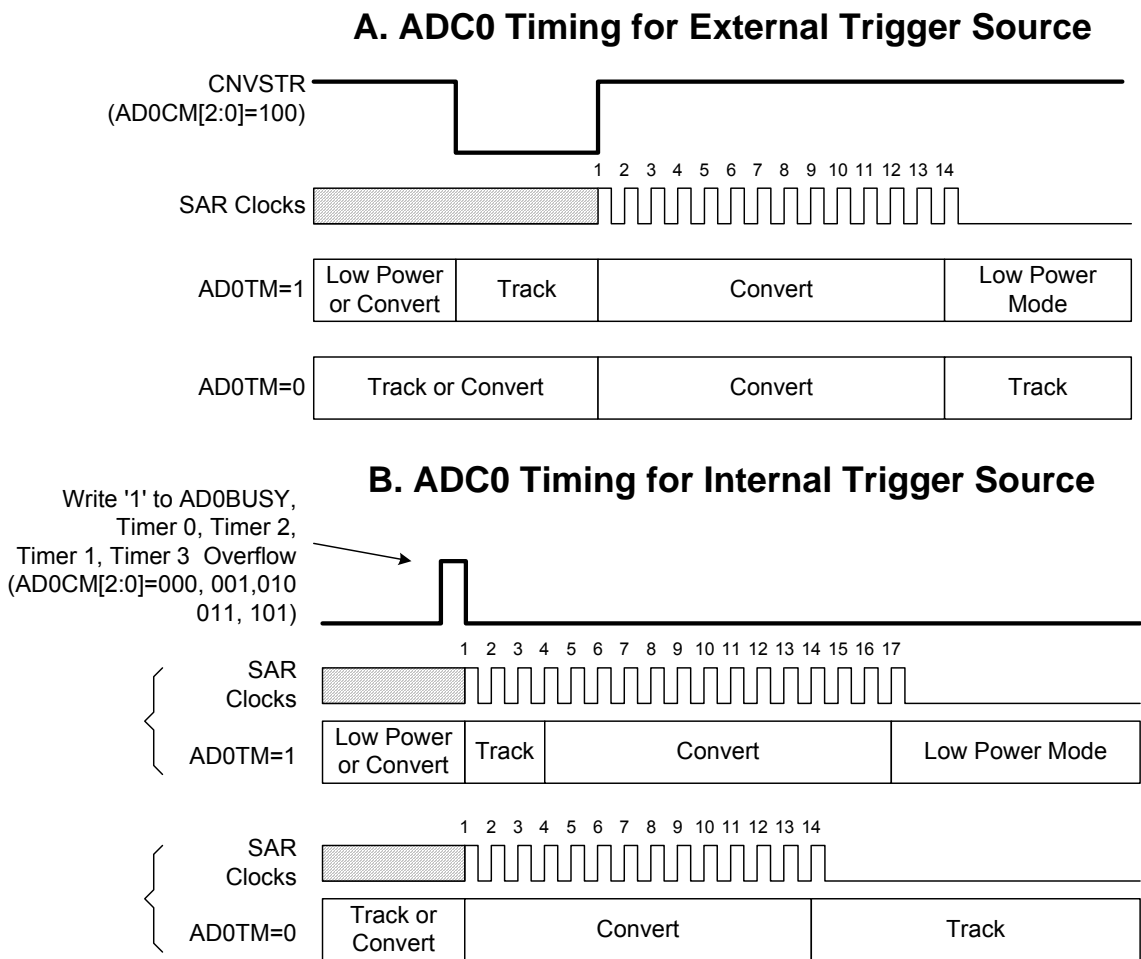 A. ADC0 Timing for External Trigger Source
CNVSTR
(AD0CM[2:0]=100)
1 2 3 4 5 6 7 8 9 10 11 12 13 14
SAR Clocks
AD0TM=1
Low Power
or Convert
Track
Convert
Low Power
Mode
AD0TM=0
Track or Convert
Convert
Track
B. ADC0 Timing for Internal Trigger Source
Write '1' to AD0BUSY,
Timer 0, Timer 2,
Timer 1, Timer 3 Overflow
(AD0CM[2:0]=000, 001,010
011, 101)
1 2 3 4 5 6 7 8 9 10 11 12 13 14 15 16 17
SAR
Clocks
AD0TM=1
Low Power
or Convert
Track
Convert
Low Power Mode
1 2 3 4 5 6 7 8 9 10 11 12 13 14
SAR
Clocks
AD0TM=0
Track or
Convert
Convert
Track